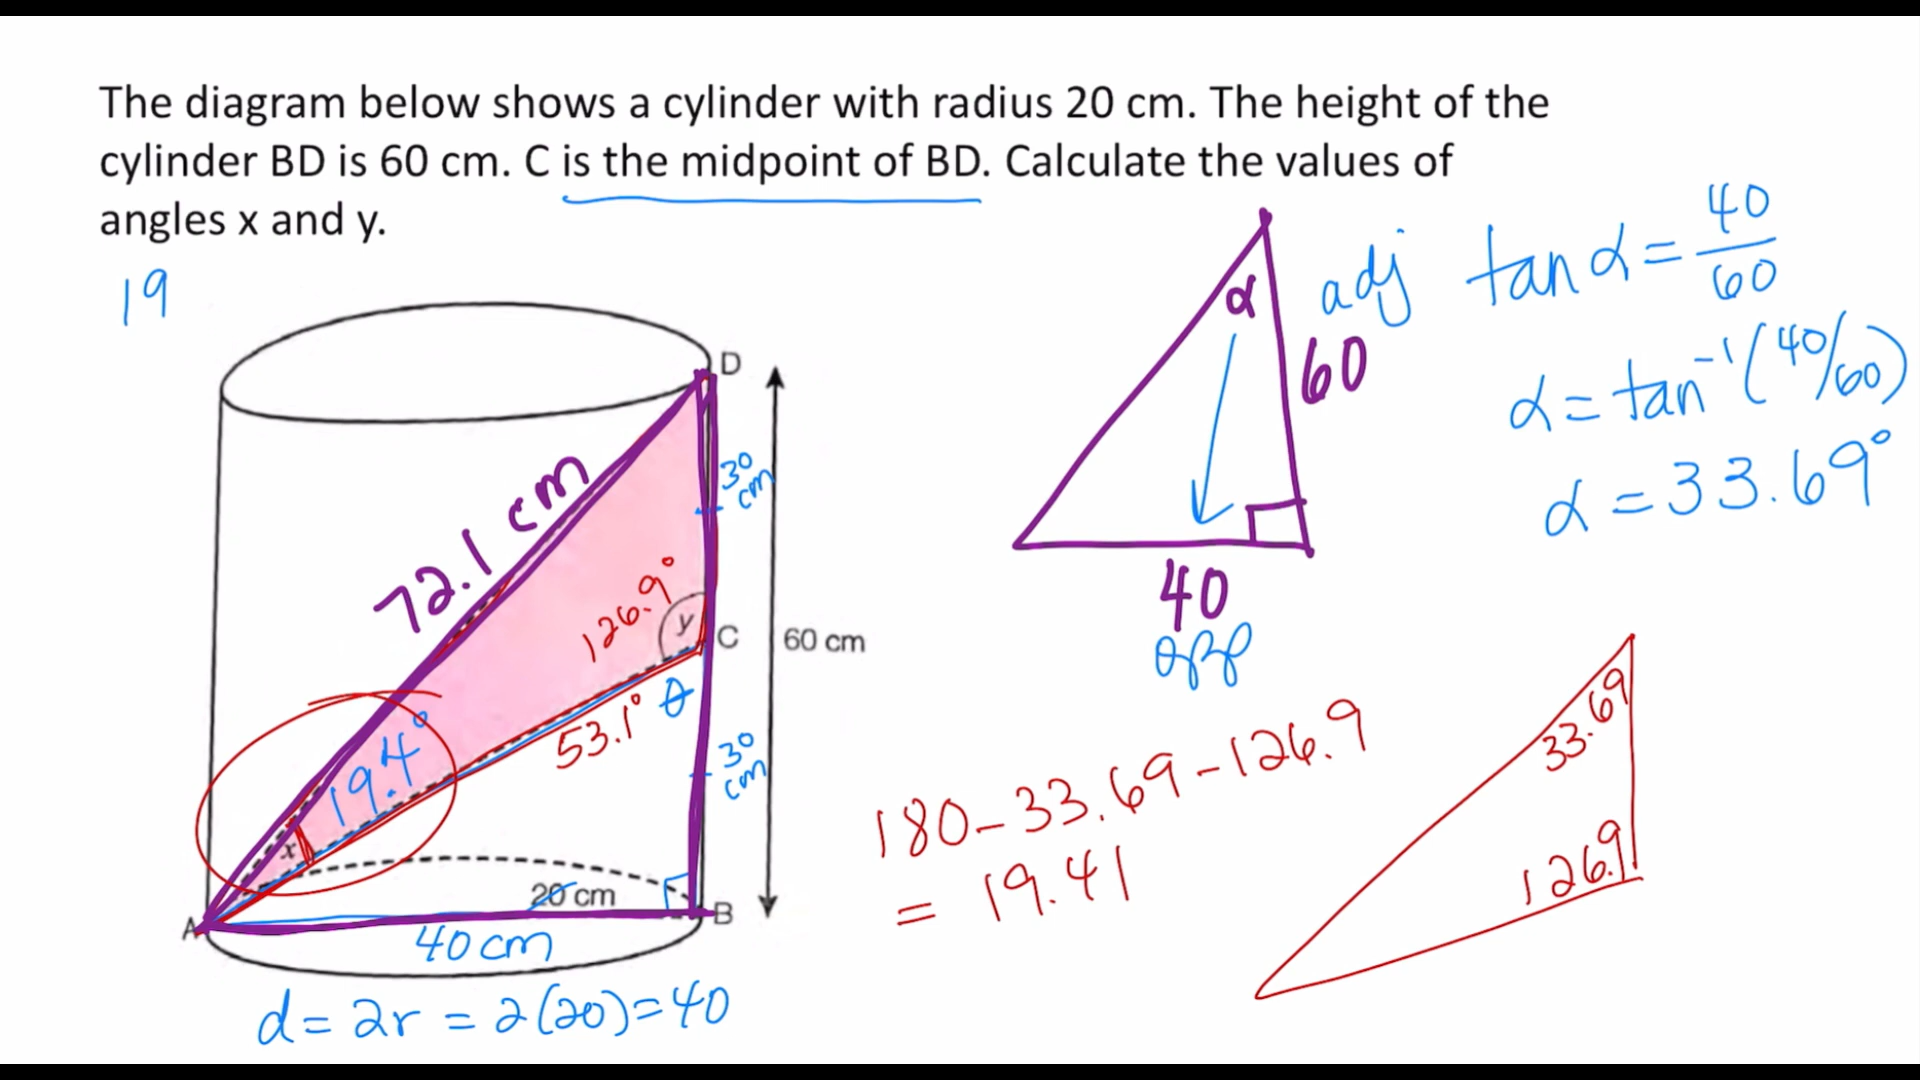 The diagram below shows a cylinder with radius 20 cm. The height of the
cylinder BD is 60 cm. C is the midpoint of BD. Calculate the values of
angles x and y.
19
D
30
cm
72.1 cm
126.9°
y
C
60 cm
θ
53.1°
30
cm
19.4°
x
20 cm
A
B
40 cm
d = 2r = 2(20) = 40
α
adj
60
40
opp
tan α = 40/60
α = tan⁻¹(40/60)
α = 33.69°
180 - 33.69 - 126.9
= 19.41
33.69
126.9